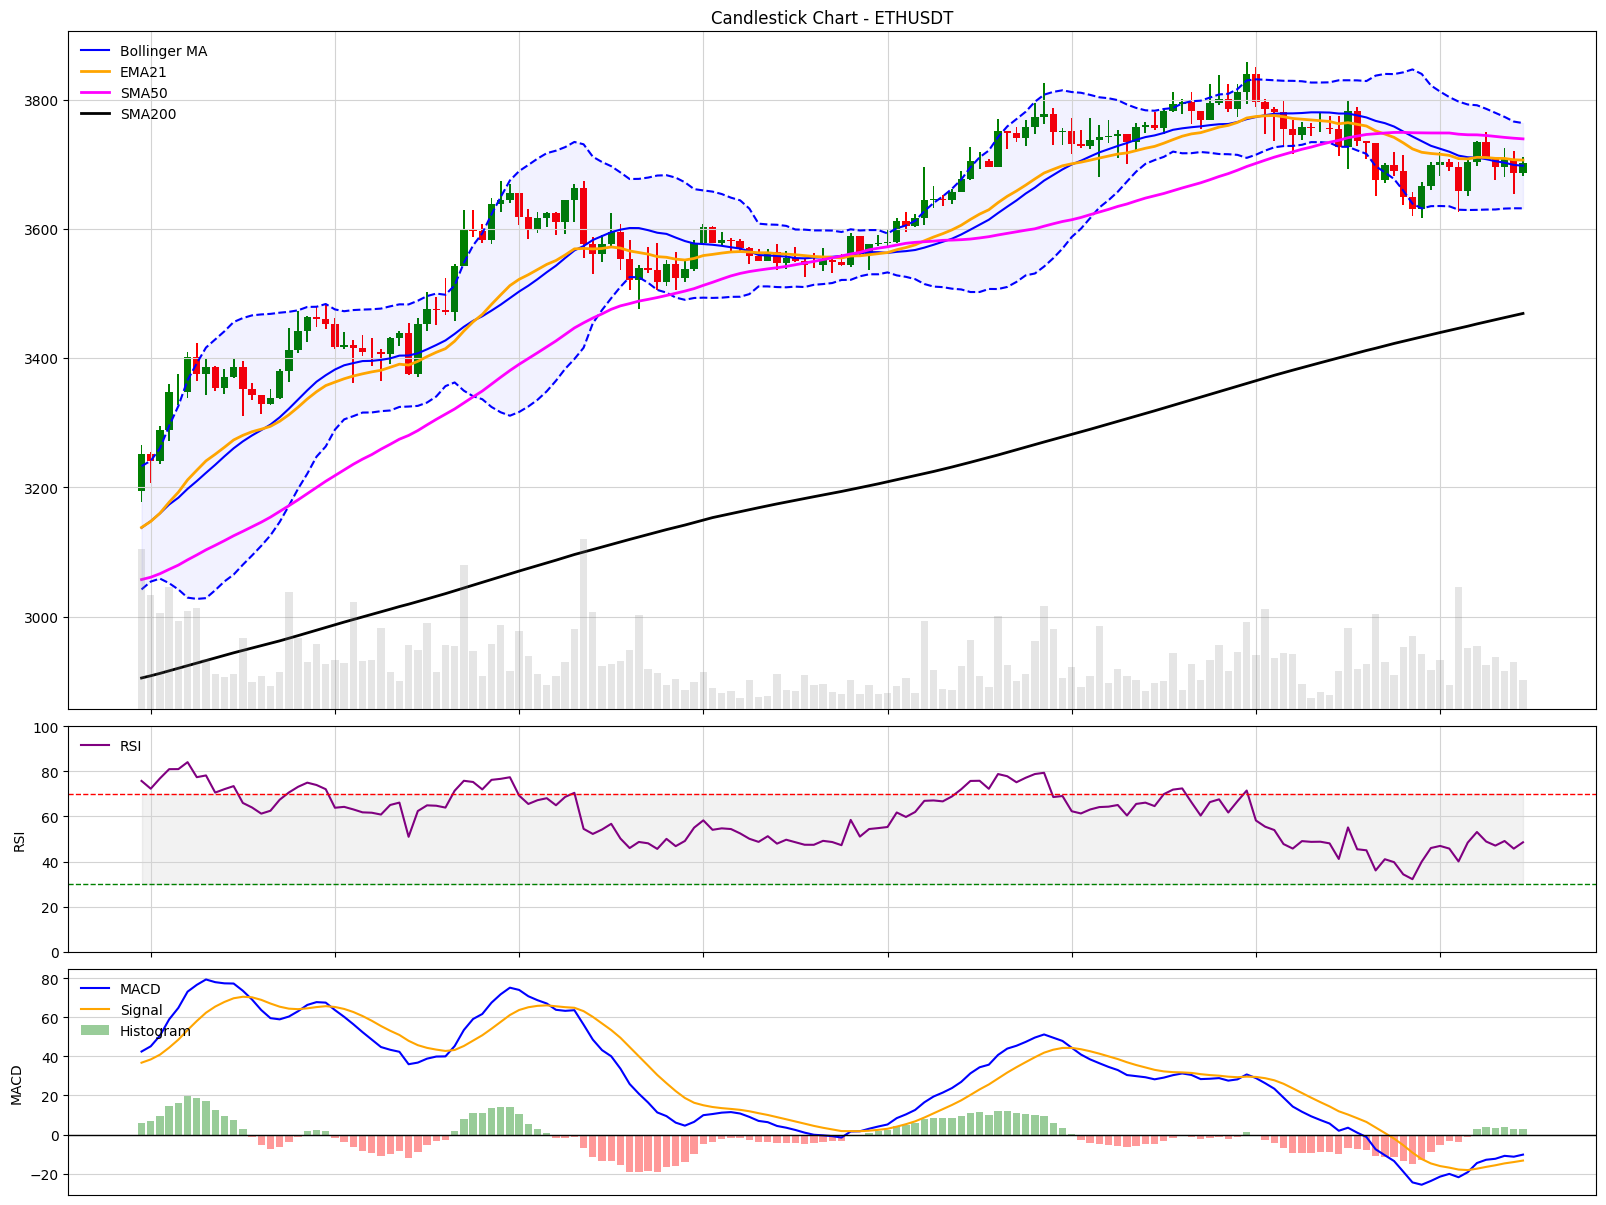 Candlestick Chart - ETHUSDT
Bollinger MA
EMA21
SMA50
SMA200
3800
3600
3400
3200
3000
RSI
100
80
60
40
20
0
RSI
MACD
Signal
Histogram
80
60
40
20
0
−20
MACD